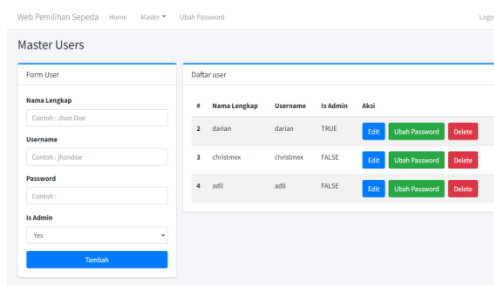 Web Pemilihan Sepeda Home Master Ubah Password
Master Users
Form User
Nama Lengkap
Contoh : Jhon Doe
Username
Contoh : jhondoe
Password
Contoh :
Is Admin
Yes
Tambah
Daftar user
# Nama Lengkap Username Is Admin Aksi
2 darian darian TRUE Edit Ubah Password Delete
3 christmex christmex FALSE Edit Ubah Password Delete
4 adli adli FALSE Edit Ubah Password Delete